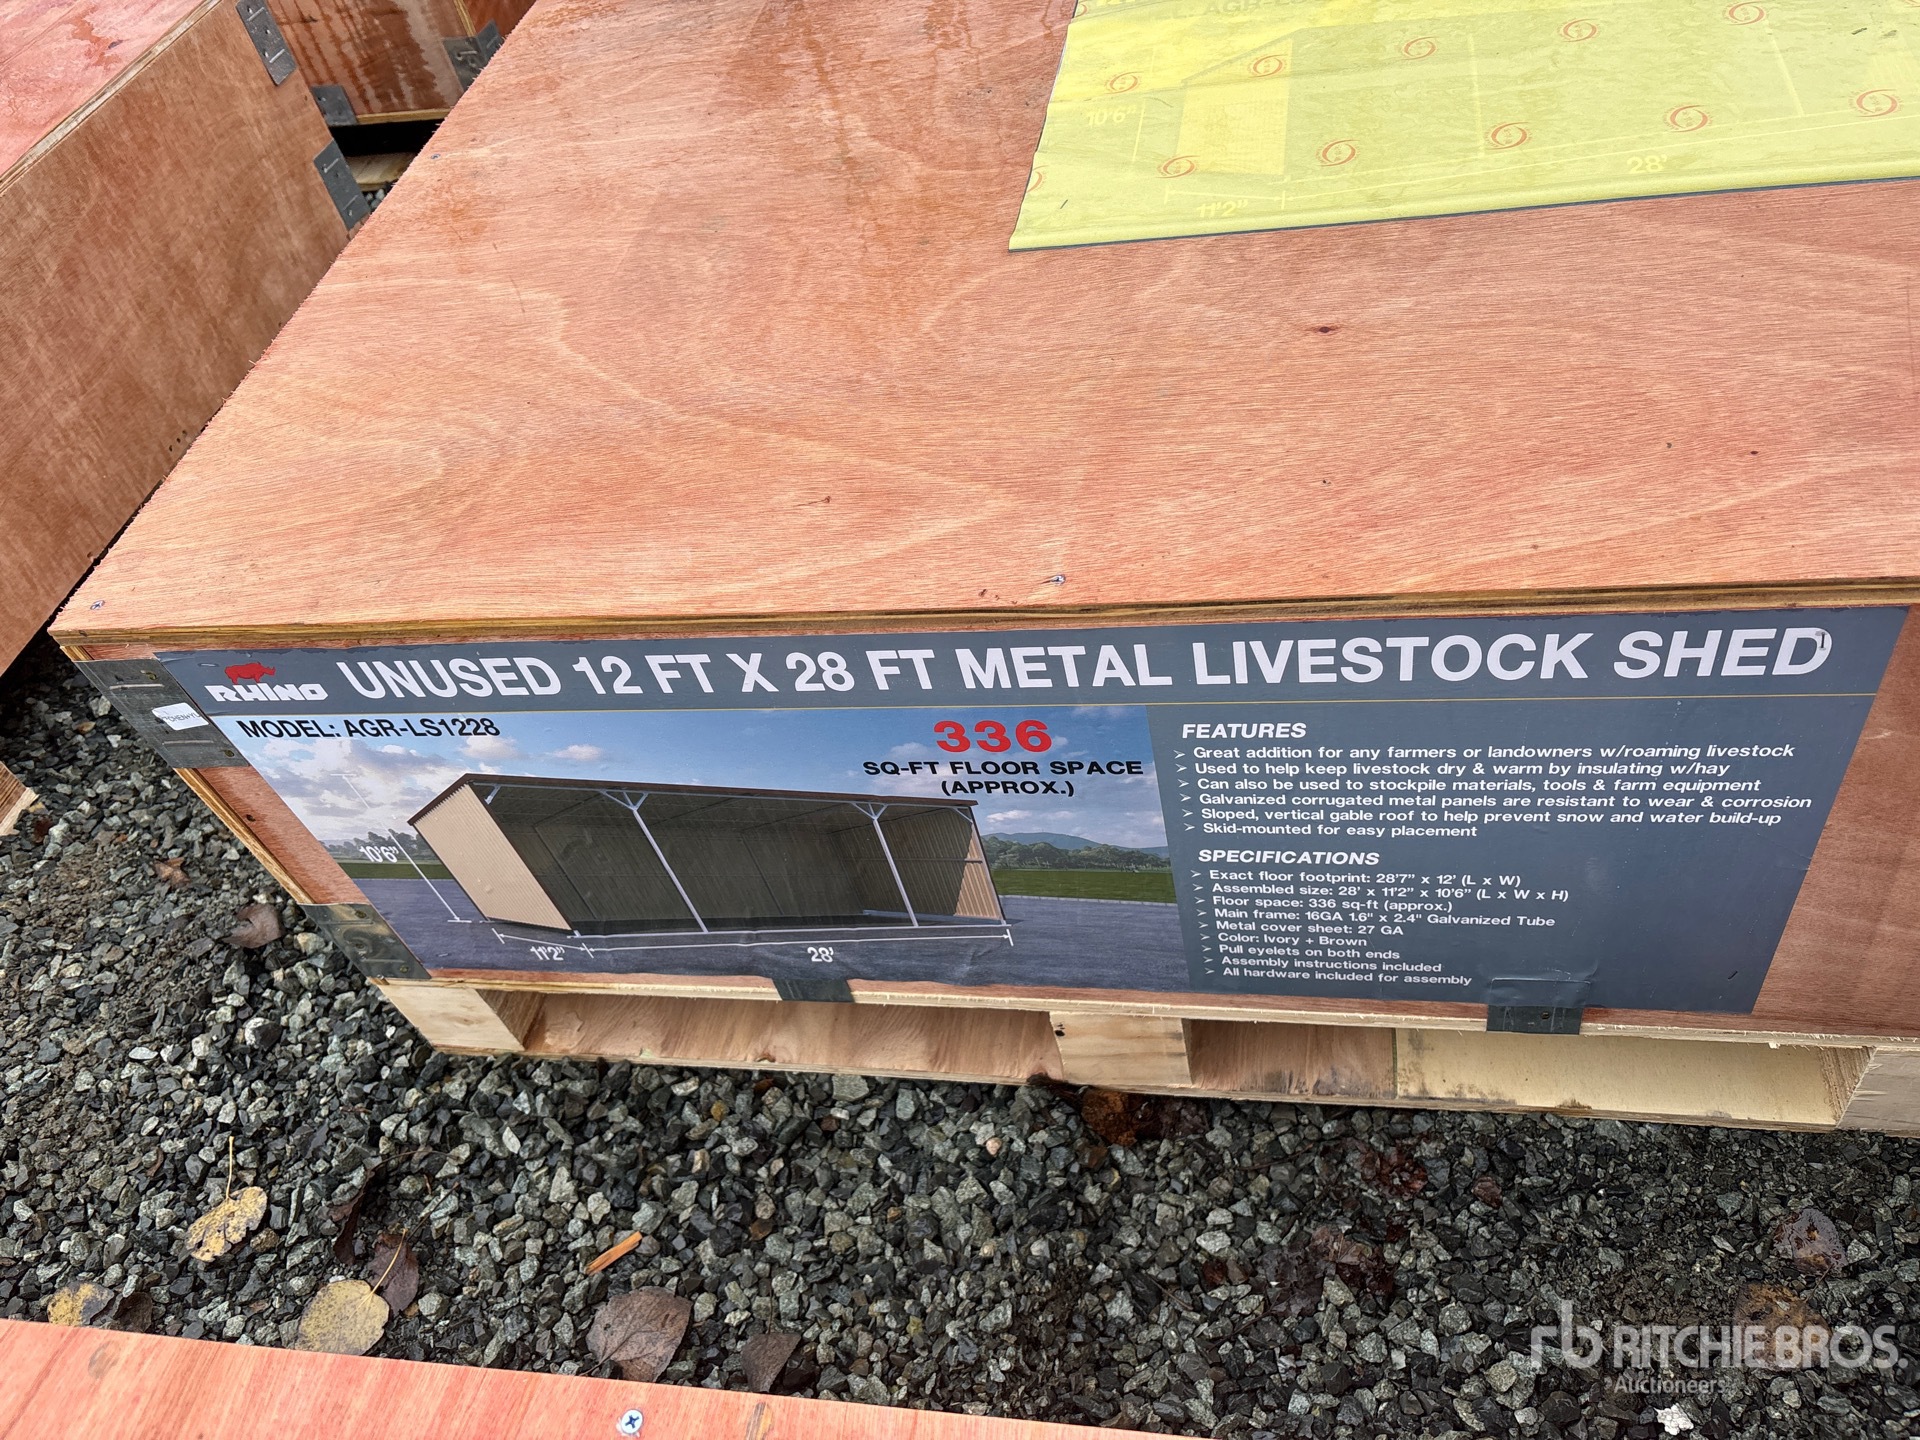 10'6"
28'
11'2"
RHINO
UNUSED 12 FT X 28 FT METAL LIVESTOCK SHED
MODEL: AGR-LS1228
336
SQ-FT FLOOR SPACE
(APPROX.)
10'6"
11'2"
28'
FEATURES
➢ Great addition for any farmers or landowners w/roaming livestock
➢ Used to help keep livestock dry & warm by insulating w/hay
➢ Can also be used to stockpile materials, tools & farm equipment
➢ Galvanized corrugated metal panels are resistant to wear & corrosion
➢ Sloped, vertical gable roof to help prevent snow and water build-up
➢ Skid-mounted for easy placement
SPECIFICATIONS
➢ Exact floor footprint: 28'7" x 12' (L x W)
➢ Assembled size: 28' x 11'2" x 10'6" (L x W x H)
➢ Floor space: 336 sq-ft (approx.)
➢ Main frame: 16GA 1.6" x 2.4" Galvanized Tube
➢ Metal cover sheet: 27 GA
➢ Color: Ivory + Brown
➢ Pull eyelets on both ends
➢ Assembly instructions included
➢ All hardware included for assembly
rb RITCHIE BROS.
Auctioneers